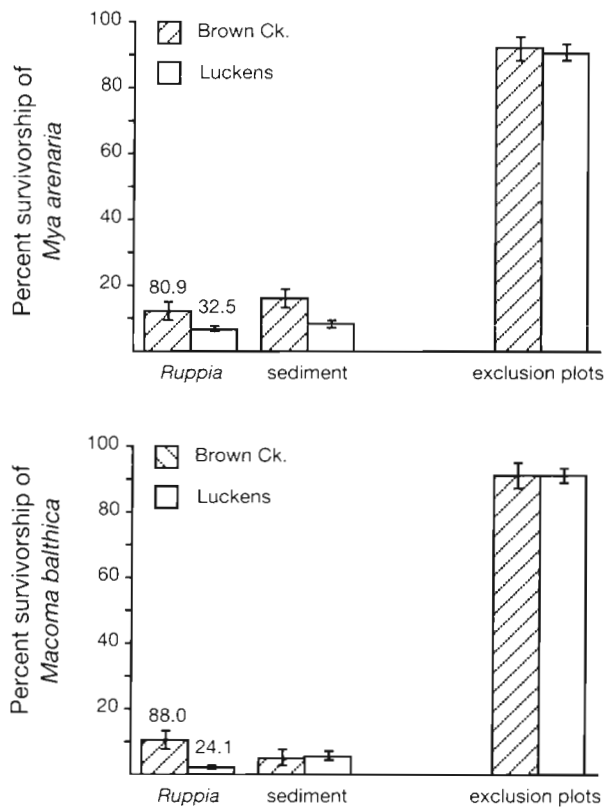 Percent survivorship of
Mya arenaria
100
80
60
40
20
Brown Ck.
Luckens
80.9
32.5
Ruppia
sediment
exclusion plots
Percent survivorship of
Macoma balthica
100
80
60
40
20
Brown Ck.
Luckens
88.0
24.1
Ruppia
sediment
exclusion plots